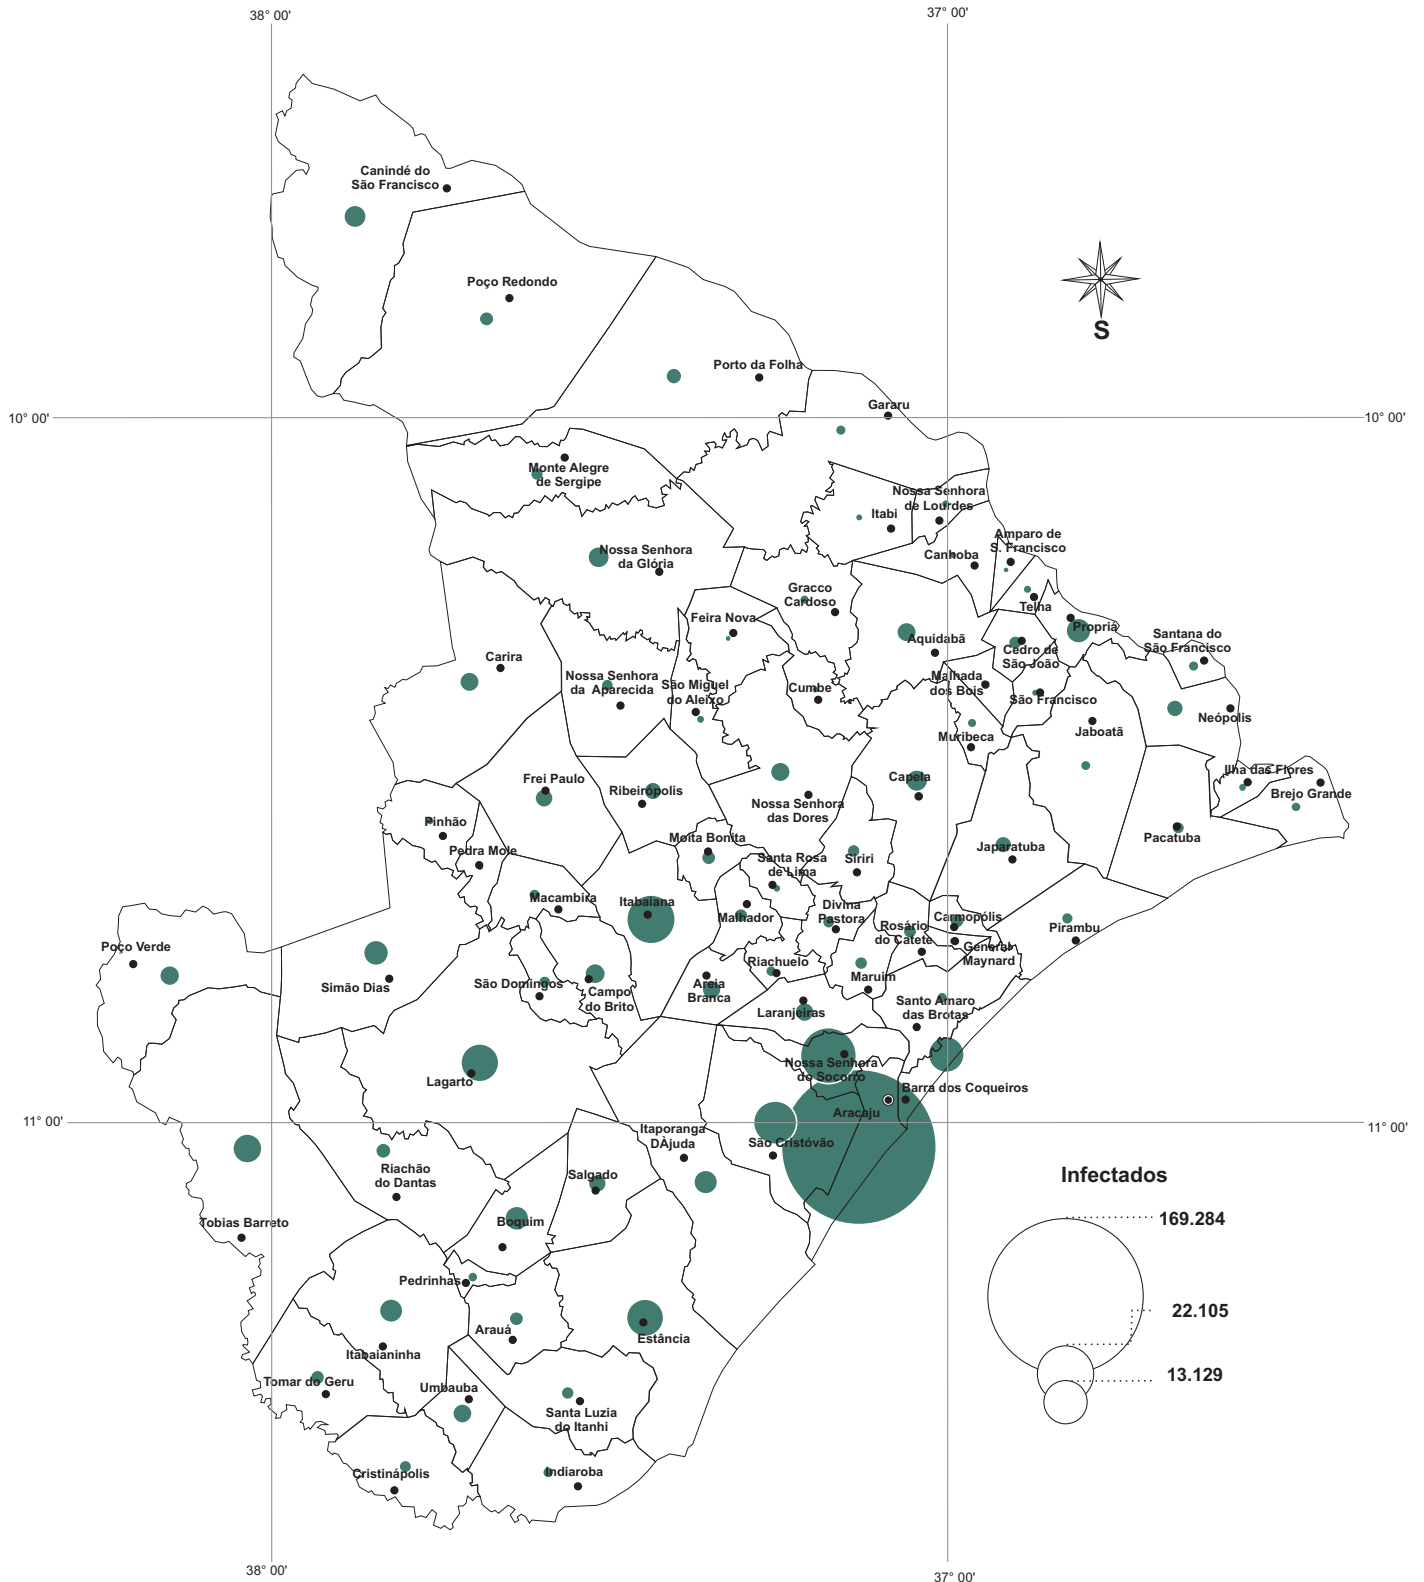 38° 00'
37° 00'
Canindé do
São Francisco
Poço Redondo
S
Porto da Folha
Gararu
10° 00'
10° 00'
Monte Alegre
de Sergipe
Nossa Senhora
de Lourdes
Itabi
Amparo de
S. Francisco
Canhoba
Nossa Senhora
da Glória
Gracco
Cardoso
Telha
Feira Nova
Propriá
Aquidabã
Santana do
São Francisco
Cedro de
São João
Carira
Nossa Senhora
da Aparecida
São Miguel
do Aleixo
Cumbe
Malhada
dos Bois
São Francisco
Neópolis
Jaboatã
Muribeca
Frei Paulo
Ribeirópolis
Capela
Ilha das Flores
Brejo Grande
Nossa Senhora
das Dores
Pinhão
Moita Bonita
Pacatuba
Pedra Mole
Japaratuba
Santa Rosa
de Lima
Siriri
Macambira
Itabaiana
Malhador
Divina
Pastora
Carmopólis
Rosário
do Catete
Pirambu
General
Maynard
Poço Verde
Simão Dias
São Domingos
Campo
do Brito
Areia
Branca
Riachuelo
Maruim
Laranjeiras
Santo Amaro
das Brotas
Nossa Senhora
do Socorro
Lagarto
Barra dos Coqueiros
Aracaju
11° 00'
11° 00'
Itaporanga
DÀjuda
São Cristóvão
Riachão
do Dantas
Salgado
Infectados
169.284
Tobias Barreto
Boquim
Pedrinhas
22.105
Arauá
Estância
Itabaianinha
13.129
Tomar do Geru
Umbauba
Santa Luzia
do Itanhi
Cristinápolis
Indiaroba
38° 00'
37° 00'